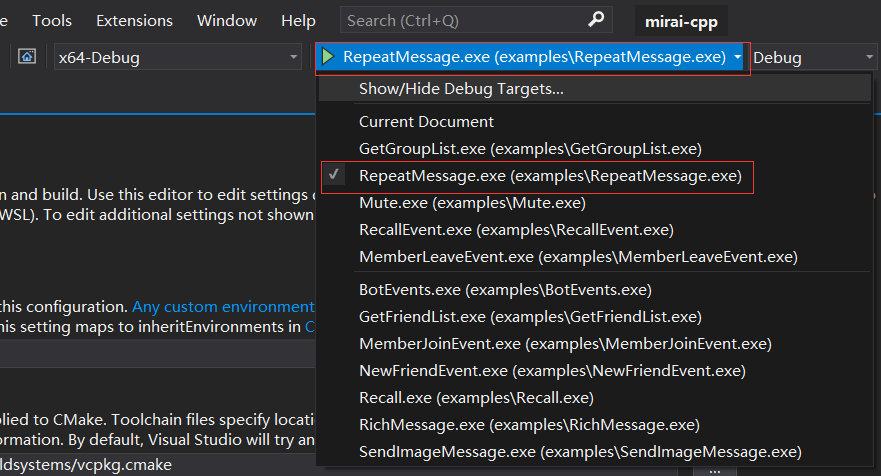 e Tools Extensions Window Help Search (Ctrl+Q) mirai-cpp
x64-Debug RepeatMessage.exe (examples\RepeatMessage.exe) Debug
Show/Hide Debug Targets...
Current Document
GetGroupList.exe (examples\GetGroupList.exe)
n and build. Use this editor to edit settings RepeatMessage.exe (examples\RepeatMessage.exe)
WSL). To edit additional settings not shown Mute.exe (examples\Mute.exe)
RecallEvent.exe (examples\RecallEvent.exe)
MemberLeaveEvent.exe (examples\MemberLeaveEvent.exe)
BotEvents.exe (examples\BotEvents.exe)
this configuration. Any custom environment GetFriendList.exe (examples\GetFriendList.exe)
his setting maps to inheritEnvironments in C MemberJoinEvent.exe (examples\MemberJoinEvent.exe)
NewFriendEvent.exe (examples\NewFriendEvent.exe)
Recall.exe (examples\Recall.exe)
plied to CMake. Toolchain files specify locati RichMessage.exe (examples\RichMessage.exe)
ormation. By default, Visual Studio will try an SendImageMessage.exe (examples\SendImageMessage.exe)
ldsystems/vcpkg.cmake ...